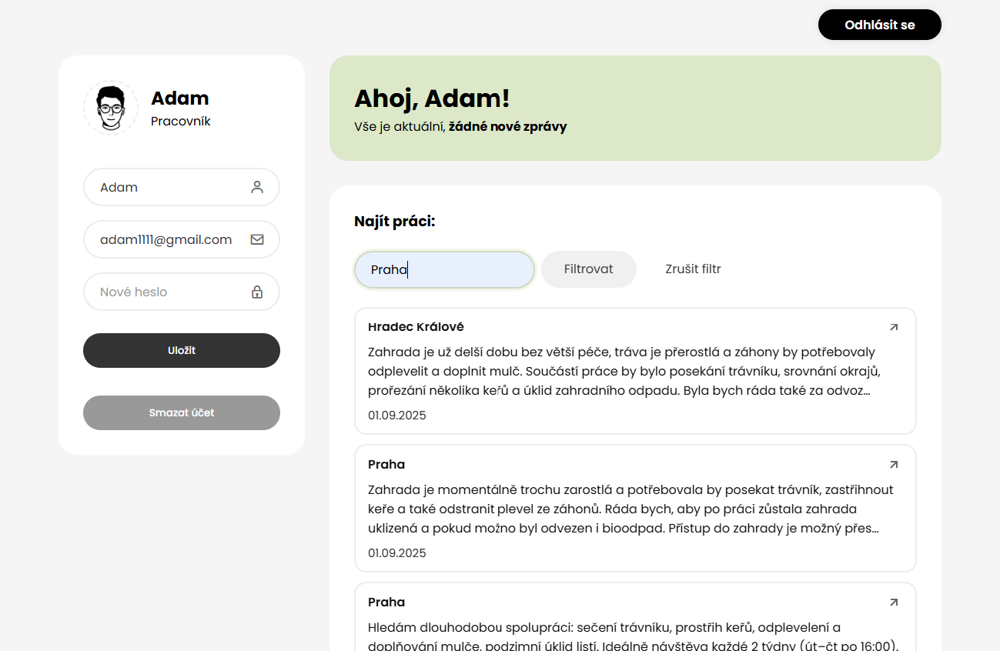 Odhlásit se
Adam
Pracovník
Adam
adam1111@gmail.com
Nové heslo
Uložit
Smazat účet
Ahoj, Adam!
Vše je aktuální, žádné nové zprávy
Najít práci:
Praha
Filtrovat
Zrušit filtr
Hradec Králové
Zahrada je už delší dobu bez větší péče, tráva je přerostlá a záhony by potřebovaly
odplevelit a doplnit mulč. Součástí práce by bylo posekání trávníku, srovnání okrajů,
prořezání několika keřů a úklid zahradního odpadu. Byla bych ráda také za odvoz…
01.09.2025
Praha
Zahrada je momentálně trochu zarostlá a potřebovala by posekat trávník, zastřihnout
keře a také odstranit plevel ze záhonů. Ráda bych, aby po práci zůstala zahrada
uklizená a pokud možno byl odvezen i bioodpad. Přístup do zahrady je možný přes…
01.09.2025
Praha
Hledám dlouhodobou spolupráci: sečení trávníku, prostřih keřů, odplevelení a
doplňování mulče, podzimní úklid listí. Ideálně návštěva každé 2 týdny (út–čt po 16:00).